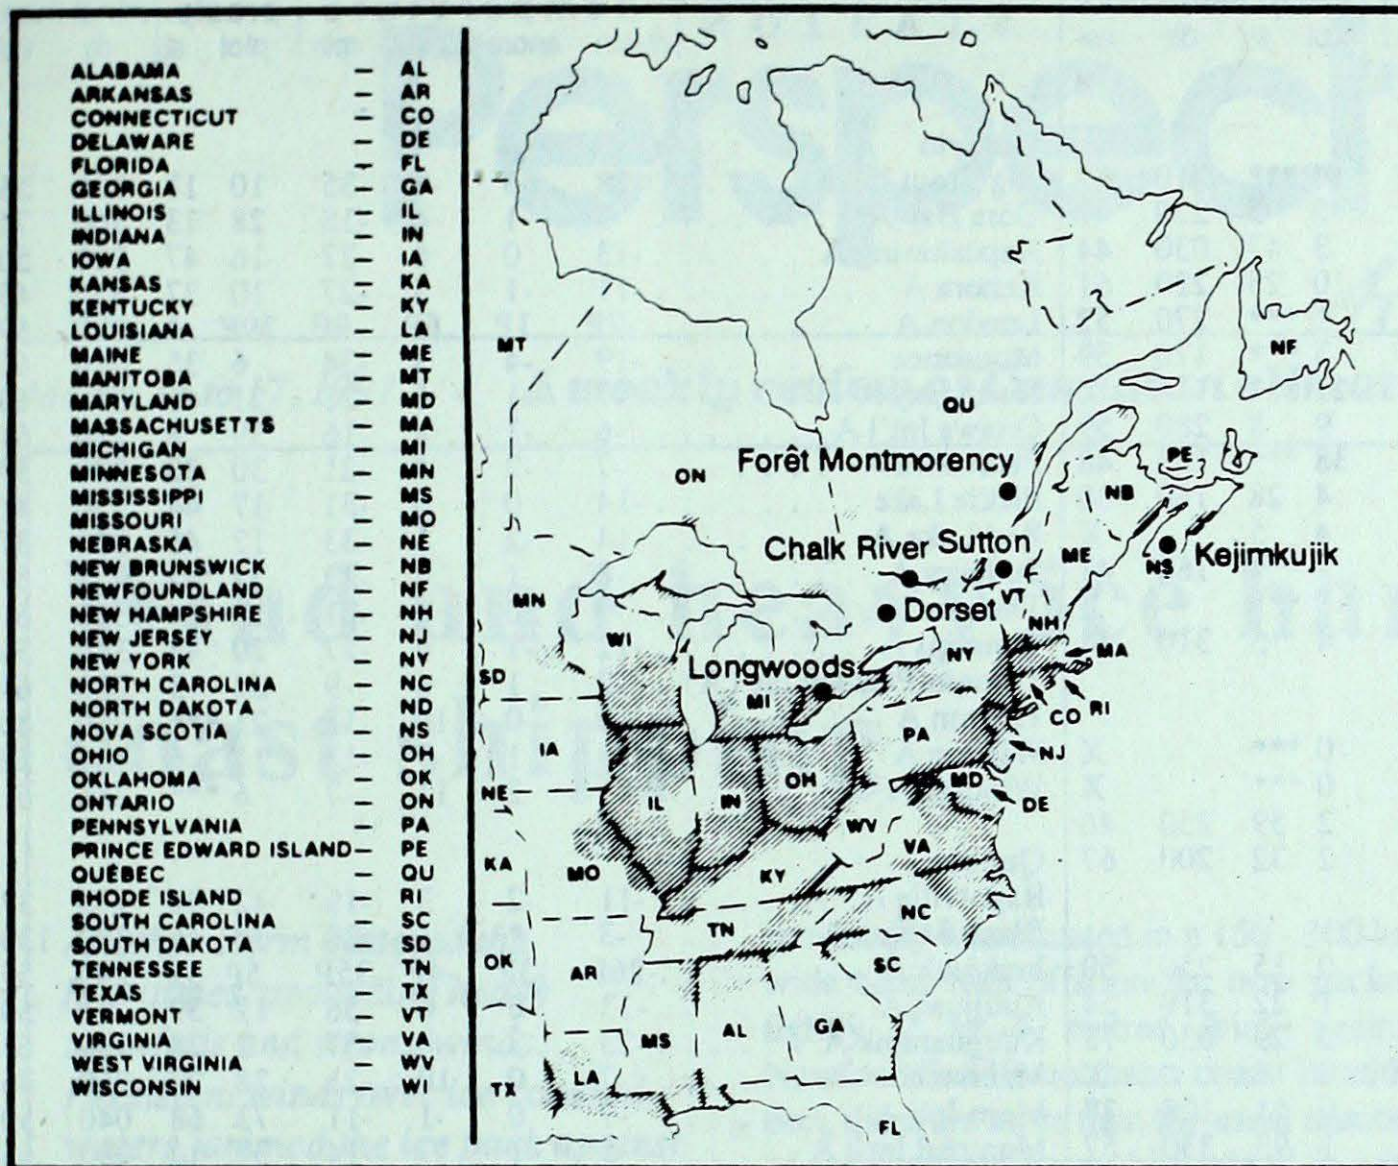 ALABAMA — AL
ARKANSAS — AR
CONNECTICUT — CO
DELAWARE — DE
FLORIDA — FL
GEORGIA — GA
ILLINOIS — IL
INDIANA — IN
IOWA — IA
KANSAS — KA
KENTUCKY — KY
LOUISIANA — LA
MAINE — ME
MANITOBA — MT
MARYLAND — MD
MASSACHUSETTS — MA
MICHIGAN — MI
MINNESOTA — MN
MISSISSIPPI — MS
MISSOURI — MO
NEBRASKA — NE
NEW BRUNSWICK — NB
NEWFOUNDLAND — NF
NEW HAMPSHIRE — NH
NEW JERSEY — NJ
NEW YORK — NY
NORTH CAROLINA — NC
NORTH DAKOTA — ND
NOVA SCOTIA — NS
OHIO — OH
OKLAHOMA — OK
ONTARIO — ON
PENNSYLVANIA — PA
PRINCE EDWARD ISLAND — PE
QUÉBEC — QU
RHODE ISLAND — RI
SOUTH CAROLINA — SC
SOUTH DAKOTA — SD
TENNESSEE — TN
TEXAS — TX
VERMONT — VT
VIRGINIA — VA
WEST VIRGINIA — WV
WISCONSIN — WI
MT
NF
QU
ON
Forêt Montmorency
PE
NB
Chalk River Sutton
ME
NS
Kejimkujik
MN
VT
Dorset
NH
WI
NY
MA
SD
Longwoods
MI
CO RI
IA
PA
NJ
NE
IL
IN
OH
MD
DE
WV
VA
KA
MO
KY
NC
TN
OK
AR
SC
MS
AL
GA
TX
LA
FL